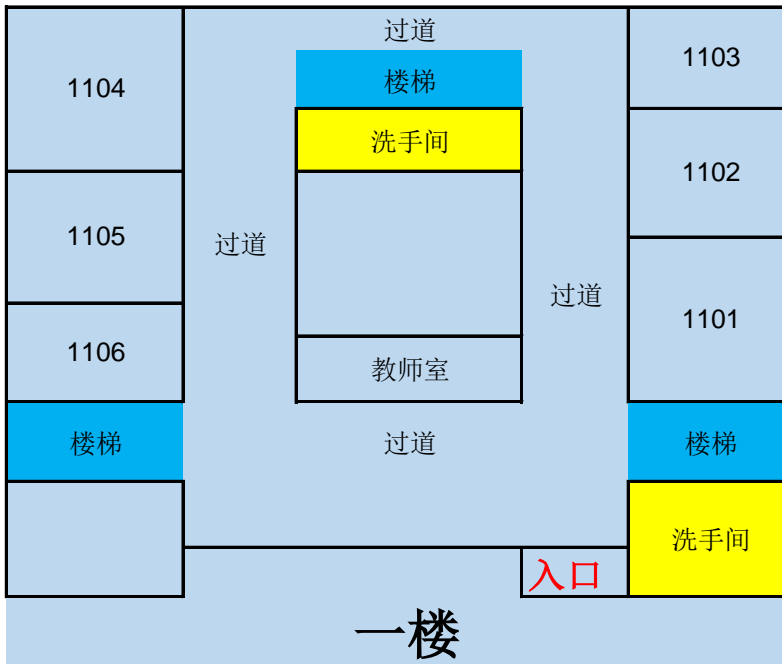 过道
1103
1104
楼梯
洗手间
1102
1105
过道
过道
1101
1106
教师室
楼梯
过道
楼梯
洗手间
入口
一楼